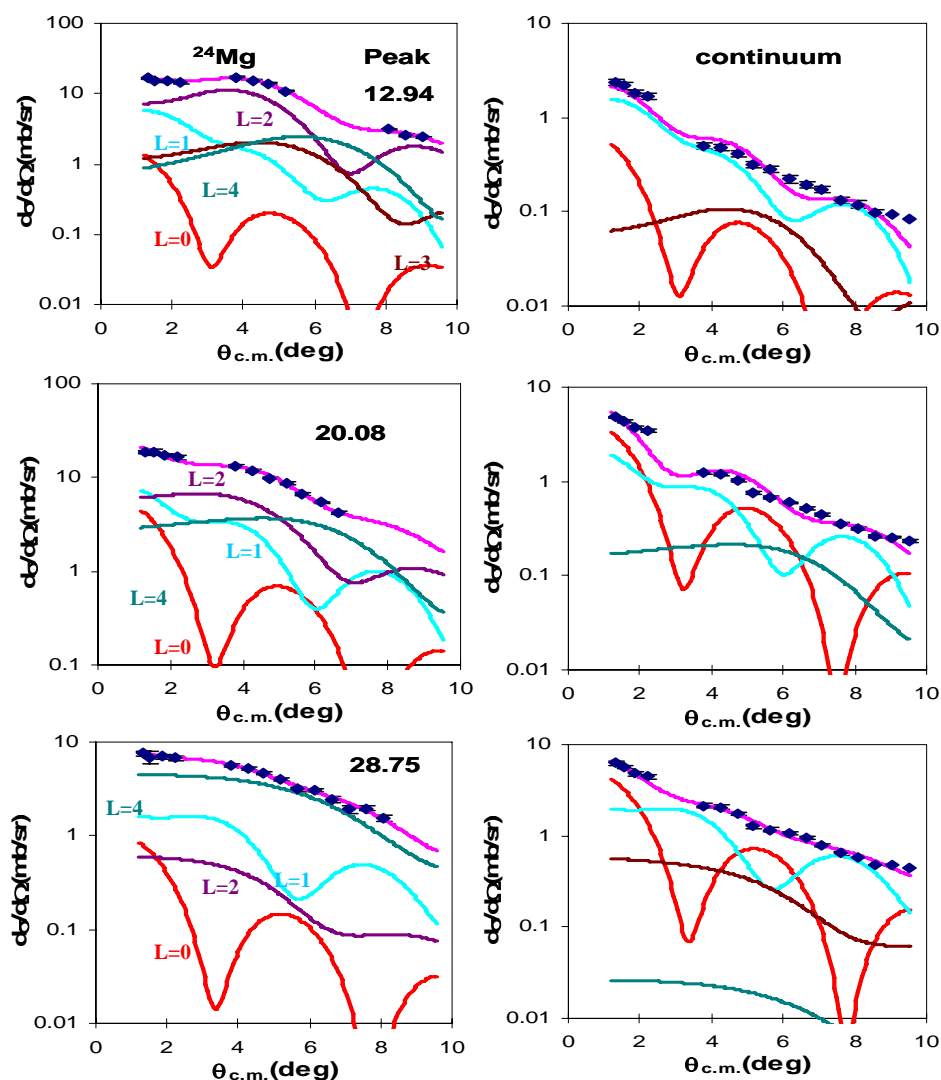 100
10
1
0.1
0.01
dσ/dΩ(mb/sr)
²⁴Mg
Peak
12.94
L=2
L=1
L=4
L=0
L=3
0 2 4 6 8 10
θc.m.(deg)
10
1
0.1
0.01
dσ/dΩ(mb/sr)
continuum
0 2 4 6 8 10
θc.m.(deg)
100
10
1
0.1
dσ/dΩ(mb/sr)
20.08
L=2
L=1
L=4
L=0
0 2 4 6 8 10
θc.m.(deg)
10
1
0.1
0.01
dσ/dΩ(mb/sr)
0 2 4 6 8 10
θc.m.(deg)
10
1
0.1
0.01
dσ/dΩ(mb/sr)
28.75
L=4
L=2
L=1
L=0
0 2 4 6 8 10
θc.m.(deg)
10
1
0.1
0.01
dσ/dΩ(mb/sr)
0 2 4 6 8 10
θc.m.(deg)